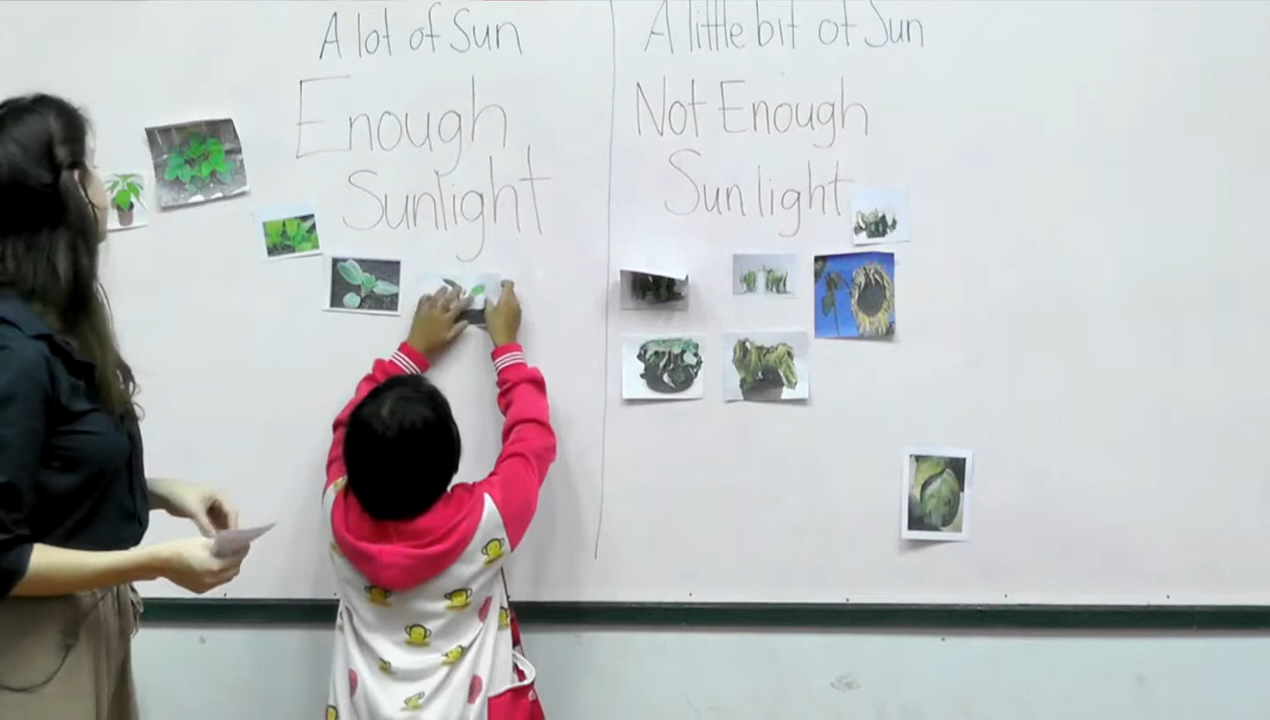 A lot of Sun
Enough
Sunlight
A little bit of Sun
Not Enough
Sunlight